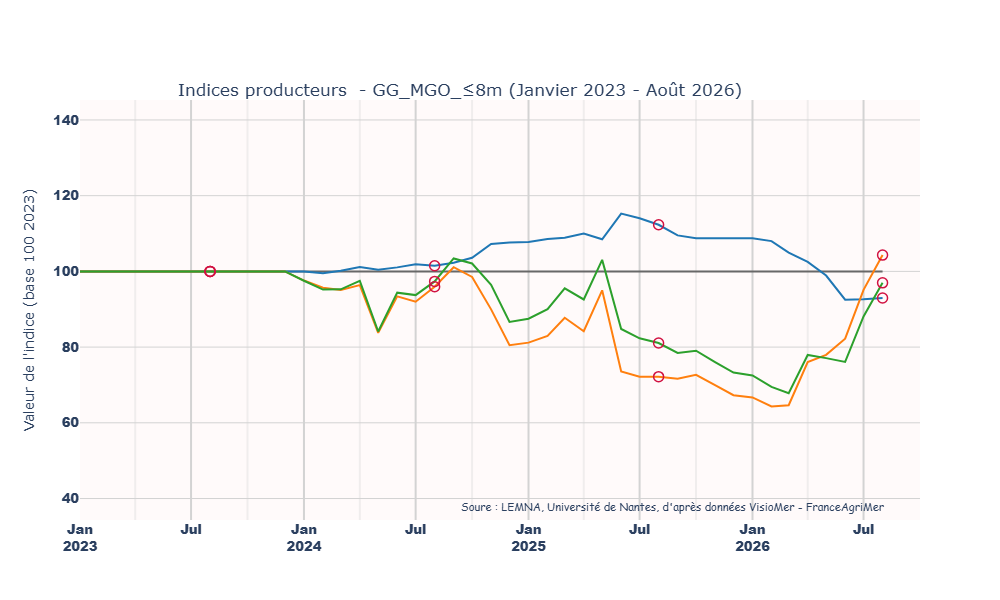 Indices producteurs  - GG_MGO_≤8m (Janvier 2023 - Août 2026)
Valeur de l'indice (base 100 2023)
140
120
100
80
60
40
Soure : LEMNA, Université de Nantes, d'après données VisioMer - FranceAgriMer
Jan Jul Jan Jul Jan Jul Jan Jul
2023 2024 2025 2026